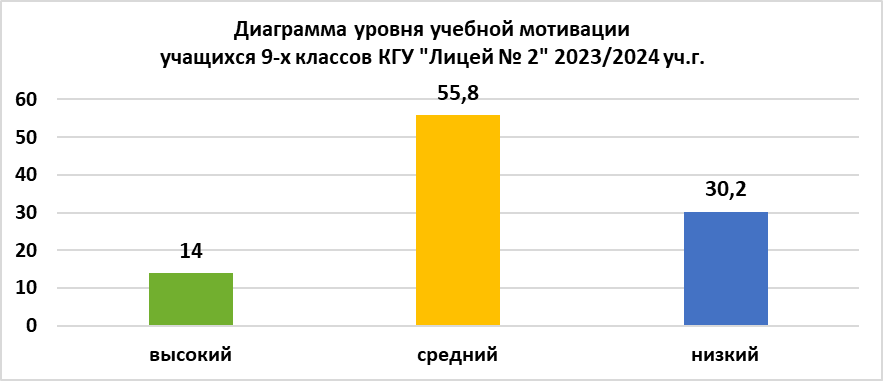 Диаграмма уровня учебной мотивации
учащихся 9-х классов КГУ "Лицей № 2" 2023/2024 уч.г.
60
50
40
30
20
10
0
14
55,8
30,2
высокий
средний
низкий